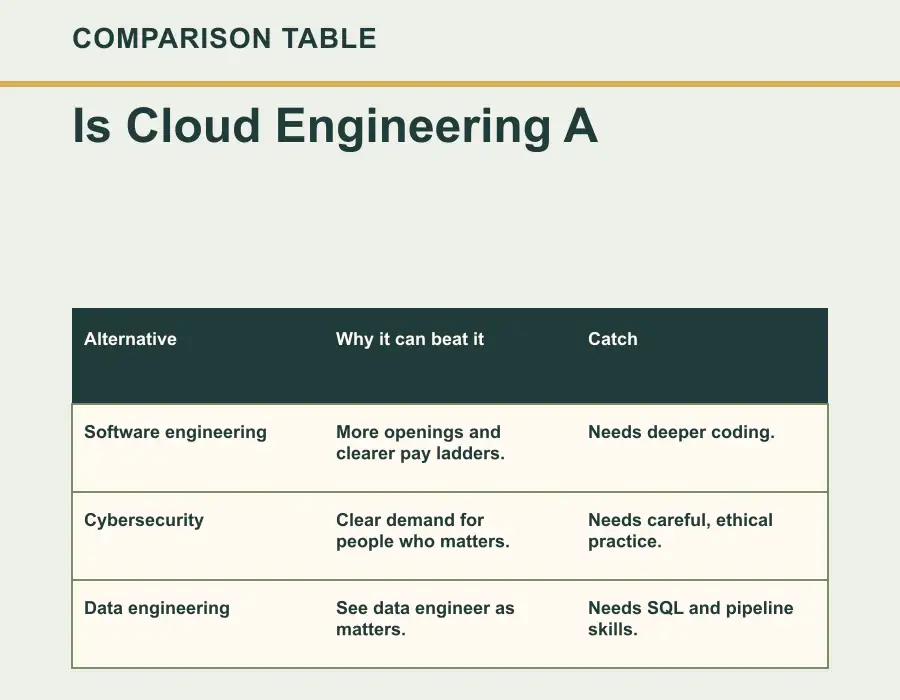 COMPARISON TABLE
Is Cloud Engineering A
Alternative Why it can beat it Catch
Software engineering More openings and Needs deeper coding.
clearer pay ladders.
Cybersecurity Clear demand for Needs careful, ethical
people who matters. practice.
Data engineering See data engineer as Needs SQL and pipeline
matters. skills.